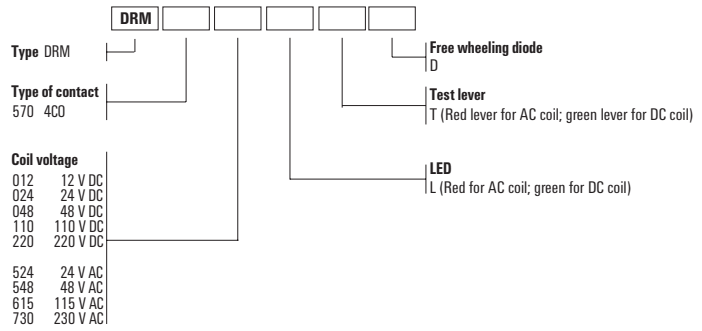 DRM
Type DRM
Type of contact
570 4CO
Coil voltage
012 12 V DC
024 24 V DC
048 48 V DC
110 110 V DC
220 220 V DC
524 24 V AC
548 48 V AC
615 115 V AC
730 230 V AC
Free wheeling diode
D
Test lever
T (Red lever for AC coil; green lever for DC coil)
LED
L (Red for AC coil; green for DC coil)